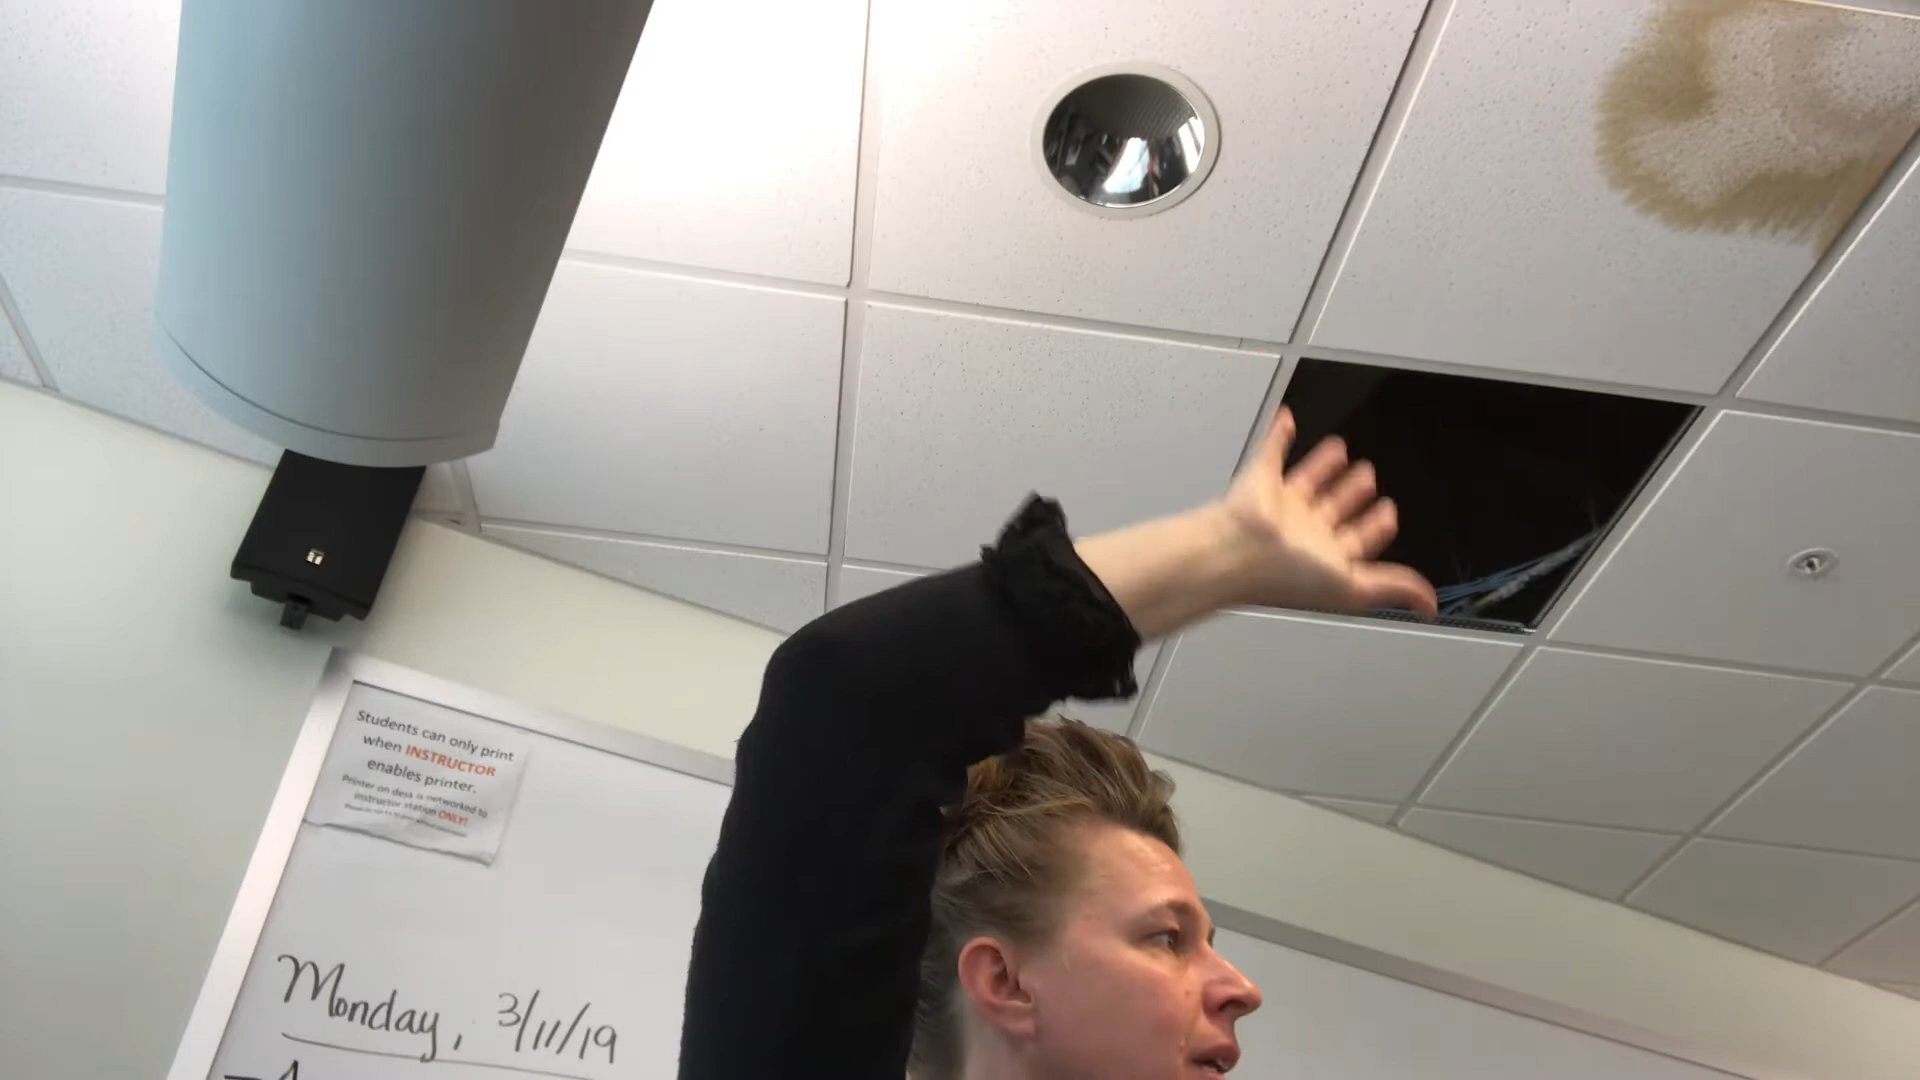 Students can only print
when INSTRUCTOR
enables printer.
Printer on desk is networked to
instructor station ONLY!
Monday, 3/11/19